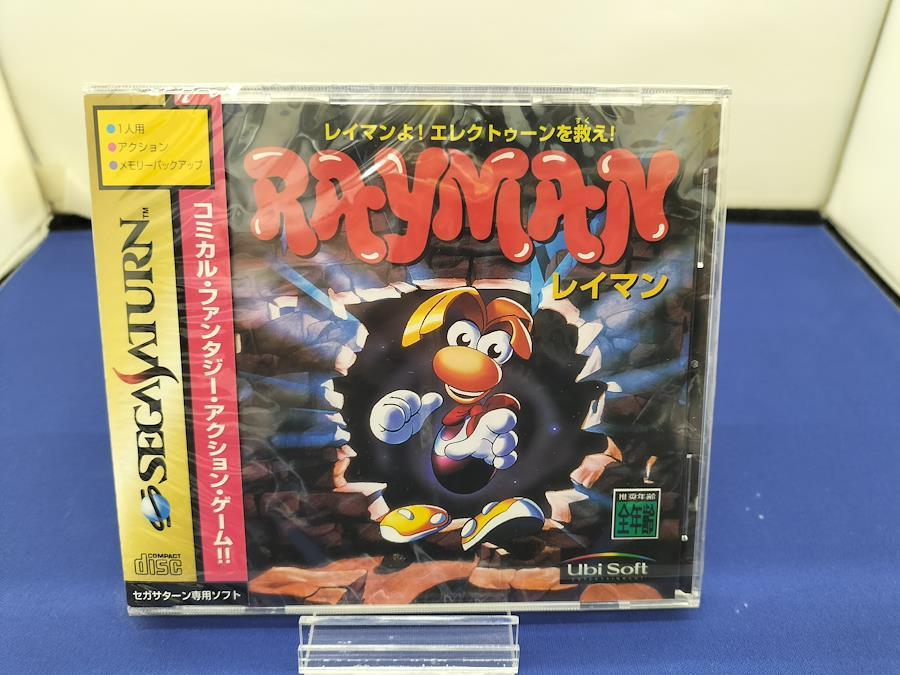 ●1人用
●アクション
●メモリーバックアップ
SEGA SATURN™
コミカル・ファンタジー・アクション・ゲーム!!
COMPACT
disc
セガサターン専用ソフト
レイマンよ!エレクトゥーンを救え!
すく
RAYMAN
レイマン
推奨年齢
全年齢
Ubi Soft
ENTERTAINMENT